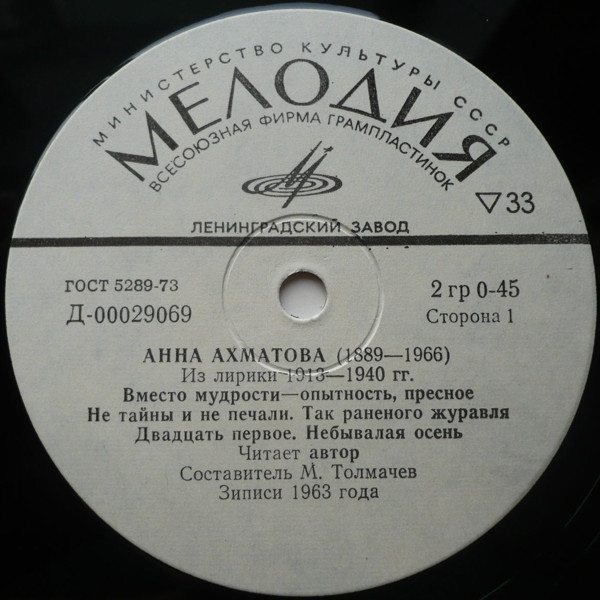 МИНИСТЕРСТВО КУЛЬТУРЫ СССР
МЕЛОДИЯ
ВСЕСОЮЗНАЯ ФИРМА ГРАМПЛАСТИНОК
▽33
ЛЕНИНГРАДСКИЙ ЗАВОД
ГОСТ 5289-73
2 гр 0-45
Д-00029069
Сторона 1
АННА АХМАТОВА (1889—1966)
Из лирики 1913—1940 гг.
Вместо мудрости—опытность, пресное
Не тайны и не печали. Так раненого журавля
Двадцать первое. Небывалая осень
Читает автор
Составитель М. Толмачев
Зиписи 1963 года